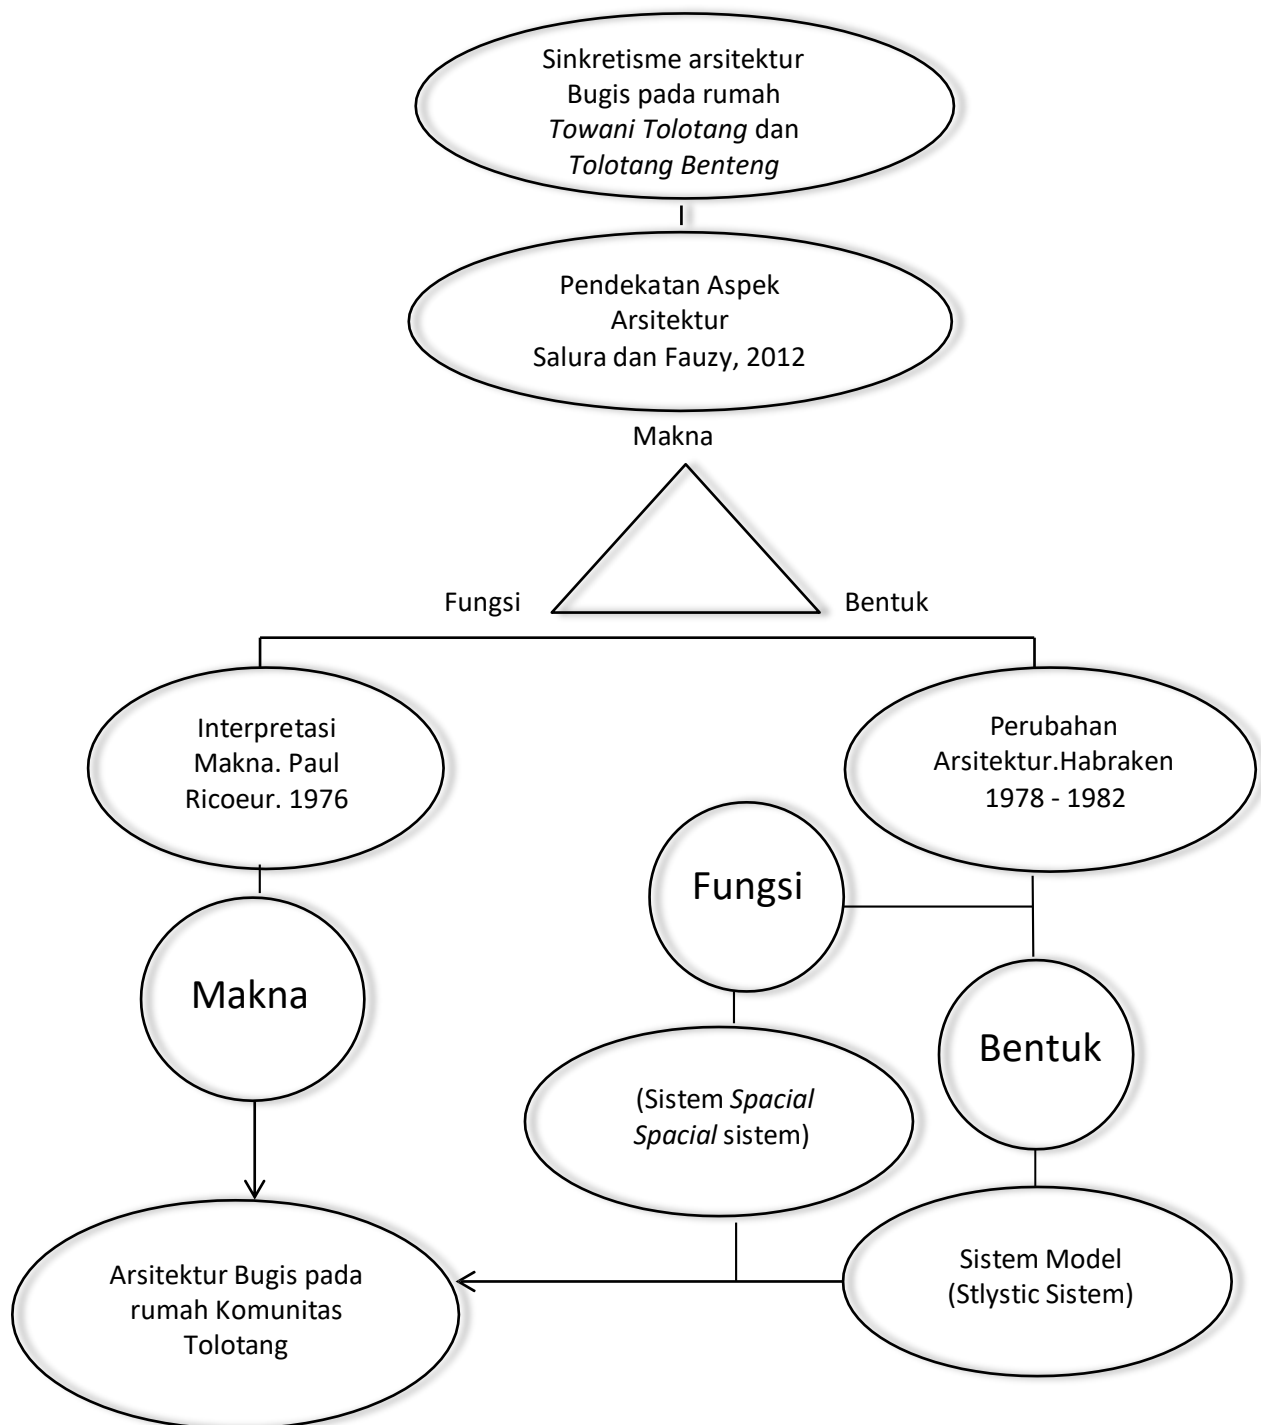 Sinkretisme arsitektur
Bugis pada rumah
Towani Tolotang dan
Tolotang Benteng
Pendekatan Aspek
Arsitektur
Salura dan Fauzy, 2012
Makna
Fungsi
Bentuk
Interpretasi
Makna. Paul
Ricoeur. 1976
Perubahan
Arsitektur.Habraken
1978 - 1982
Fungsi
Makna
Bentuk
(Sistem Spacial
Spacial sistem)
Sistem Model
(Stlystic Sistem)
Arsitektur Bugis pada
rumah Komunitas
Tolotang